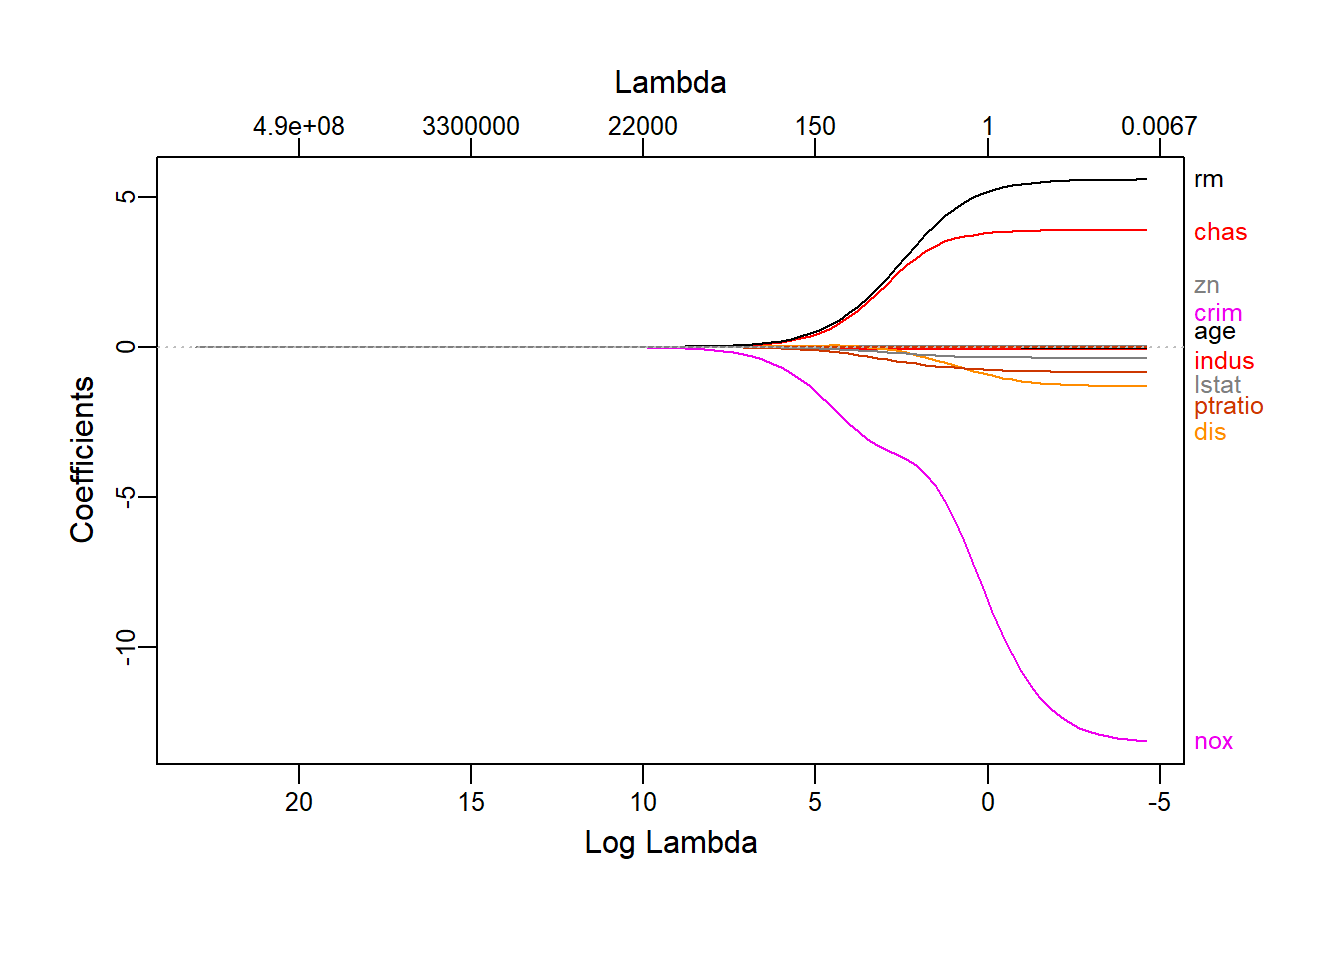 Lambda
4.9e+08 3300000 22000 150 1 0.0067
5
0
-5
-10
Coefficients
rm
chas
zn
crim
age
indus
lstat
ptratio
dis
nox
20 15 10 5 0 -5
Log Lambda